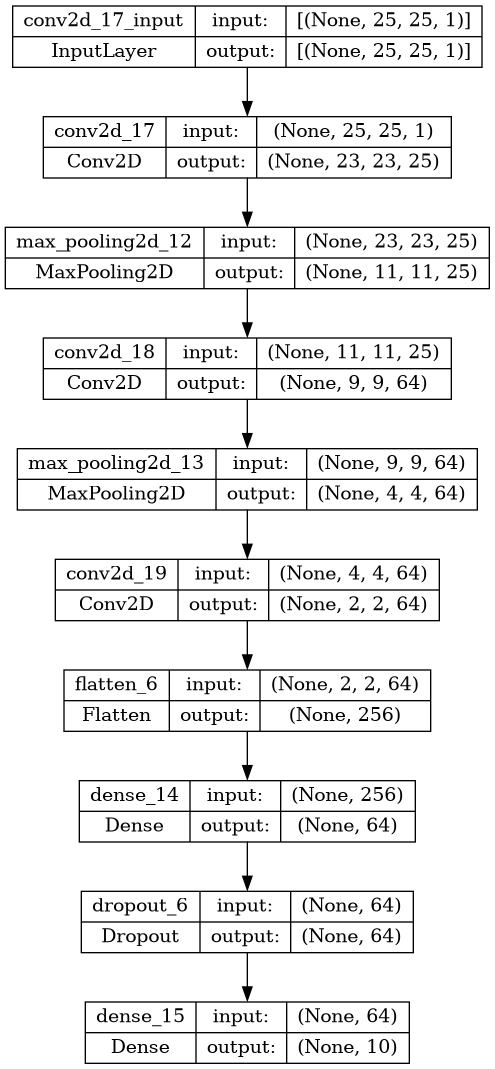 conv2d_17_input input: [(None, 25, 25, 1)]
InputLayer output: [(None, 25, 25, 1)]
conv2d_17 input: (None, 25, 25, 1)
Conv2D output: (None, 23, 23, 25)
max_pooling2d_12 input: (None, 23, 23, 25)
MaxPooling2D output: (None, 11, 11, 25)
conv2d_18 input: (None, 11, 11, 25)
Conv2D output: (None, 9, 9, 64)
max_pooling2d_13 input: (None, 9, 9, 64)
MaxPooling2D output: (None, 4, 4, 64)
conv2d_19 input: (None, 4, 4, 64)
Conv2D output: (None, 2, 2, 64)
flatten_6 input: (None, 2, 2, 64)
Flatten output: (None, 256)
dense_14 input: (None, 256)
Dense output: (None, 64)
dropout_6 input: (None, 64)
Dropout output: (None, 64)
dense_15 input: (None, 64)
Dense output: (None, 10)